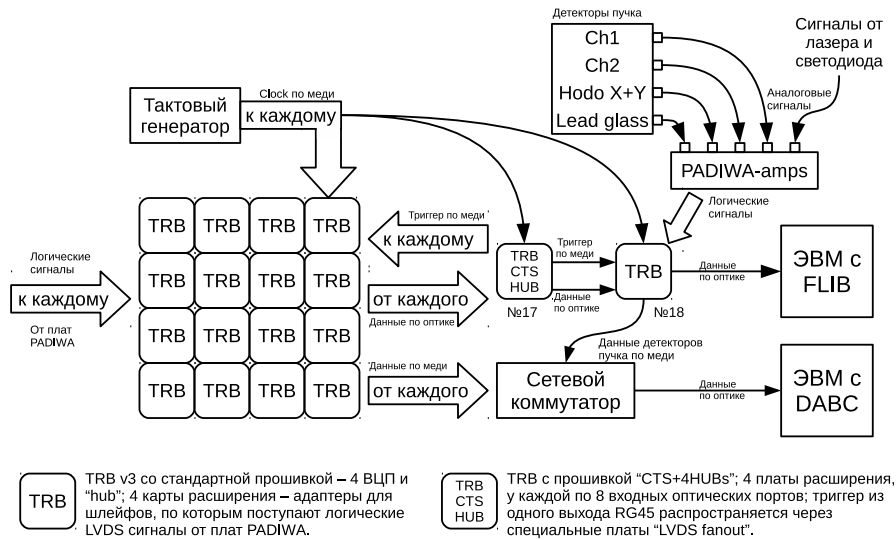 Детекторы пучка
Ch1
Ch2
Hodo X+Y
Lead glass
Сигналы от
лазера и
светодиода
Аналоговые
сигналы
PADIWA-amps
Логические
сигналы
Тактовый
генератор
Clock по меди
к каждому
TRB TRB TRB TRB
TRB TRB TRB TRB
TRB TRB TRB TRB
TRB TRB TRB TRB
Логические
сигналы
к каждому
От плат
PADIWA
Триггер по меди
к каждому
от каждого
Данные по оптике
Данные по меди
от каждого
TRB
CTS
HUB
№17
Триггер
по меди
Данные
по оптике
TRB
№18
Данные
по оптике
ЭВМ с
FLIB
Данные детекторов
пучка по меди
Сетевой
коммутатор
Данные
по оптике
ЭВМ с
DABC
TRB
TRB v3 со стандартной прошивкой – 4 ВЦП и
“hub”; 4 карты расширения – адаптеры для
шлейфов, по которым поступают логические
LVDS сигналы от плат PADIWA.
TRB
CTS
HUB
TRB с прошивкой “CTS+4HUBs”; 4 платы расширения,
у каждой по 8 входных оптических портов; триггер из
одного выхода RG45 распространяется через
специальные платы “LVDS fanout”.